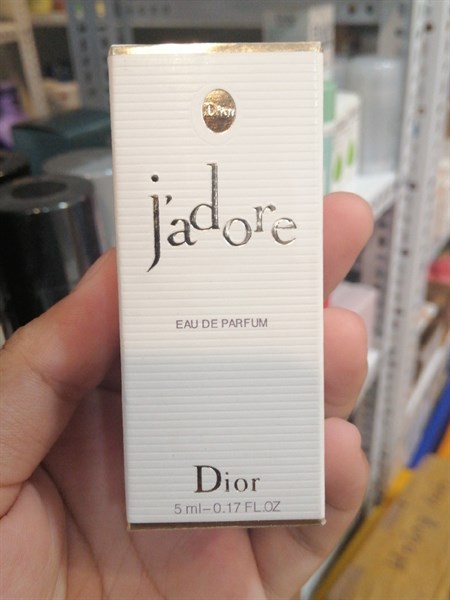 Dior
j'adore
EAU DE PARFUM
Dior
5 ml – 0.17 FL.OZ